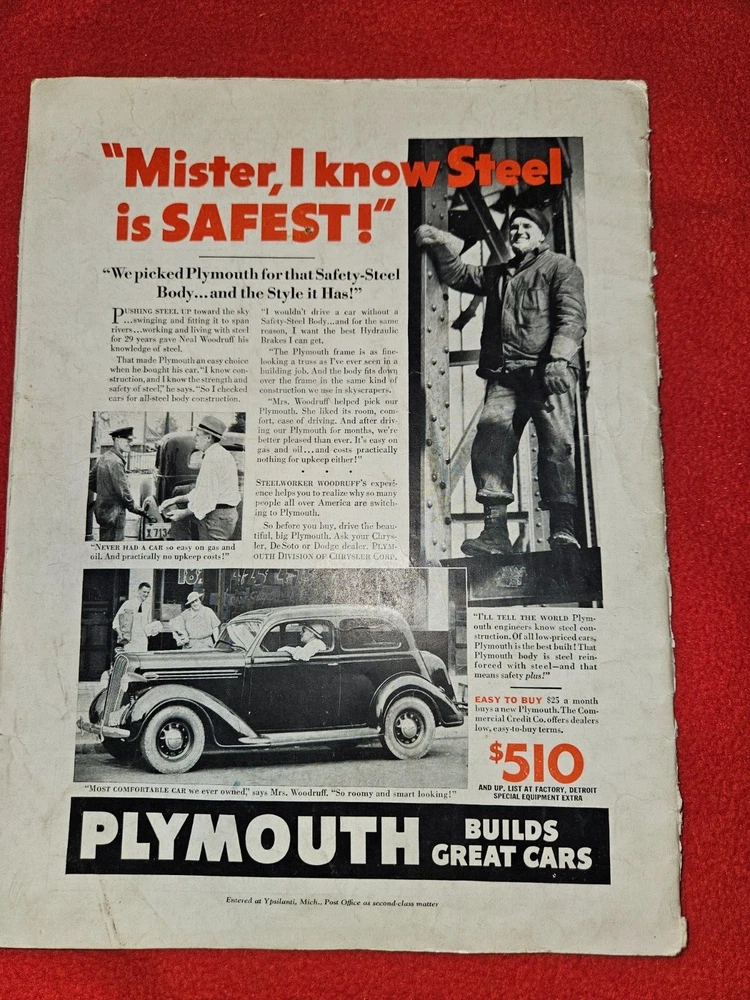 "Mister, I know Steel
is SAFEST!"
"We picked Plymouth for that Safety-Steel
Body...and the Style it Has!"
PUSHING STEEL UP toward the sky
...swinging and fitting it to span
rivers...working and living with steel
for 29 years gave Neal Woodruff his
knowledge of steel.
That made Plymouth an easy choice
when he bought his car. "I know con-
struction, and I know the strength and
safety of steel," he says. "So I checked
cars for all-steel body construction.
"I wouldn't drive a car without a
Safety-Steel Body...and for the same
reason, I want the best Hydraulic
Brakes I can get.
"The Plymouth frame is as fine-
looking a truss as I've ever seen in a
building job. And the body fits down
over the frame in the same kind of
construction we use in skyscrapers.
"Mrs. Woodruff helped pick our
Plymouth. She liked its room, com-
fort, ease of driving. And after driv-
ing our Plymouth for months, we're
better pleased than ever. It's easy on
gas and oil...and costs practically
nothing for upkeep either!"
STEELWORKER WOODRUFF'S experi-
ence helps you to realize why so many
people all over America are switch-
ing to Plymouth.
So before you buy, drive the beau-
tiful, big Plymouth. Ask your Chrys-
ler, De Soto or Dodge dealer. PLYM-
OUTH DIVISION OF CHRYSLER CORP.
"NEVER HAD A CAR so easy on gas and
oil. And practically no upkeep costs!"
"I'LL TELL THE WORLD Plym-
outh engineers know steel con-
struction. Of all low-priced cars,
Plymouth is the best built! That
Plymouth body is steel rein-
forced with steel—and that
means safety plus!"
EASY TO BUY $25 a month
buys a new Plymouth. The Com-
mercial Credit Co. offers dealers
low, easy-to-buy terms.
$510
AND UP, LIST AT FACTORY, DETROIT
SPECIAL EQUIPMENT EXTRA
"MOST COMFORTABLE CAR we ever owned," says Mrs. Woodruff. "So roomy and smart looking!"
PLYMOUTH BUILDS
GREAT CARS
Entered at Ypsilanti, Mich., Post Office as second-class matter